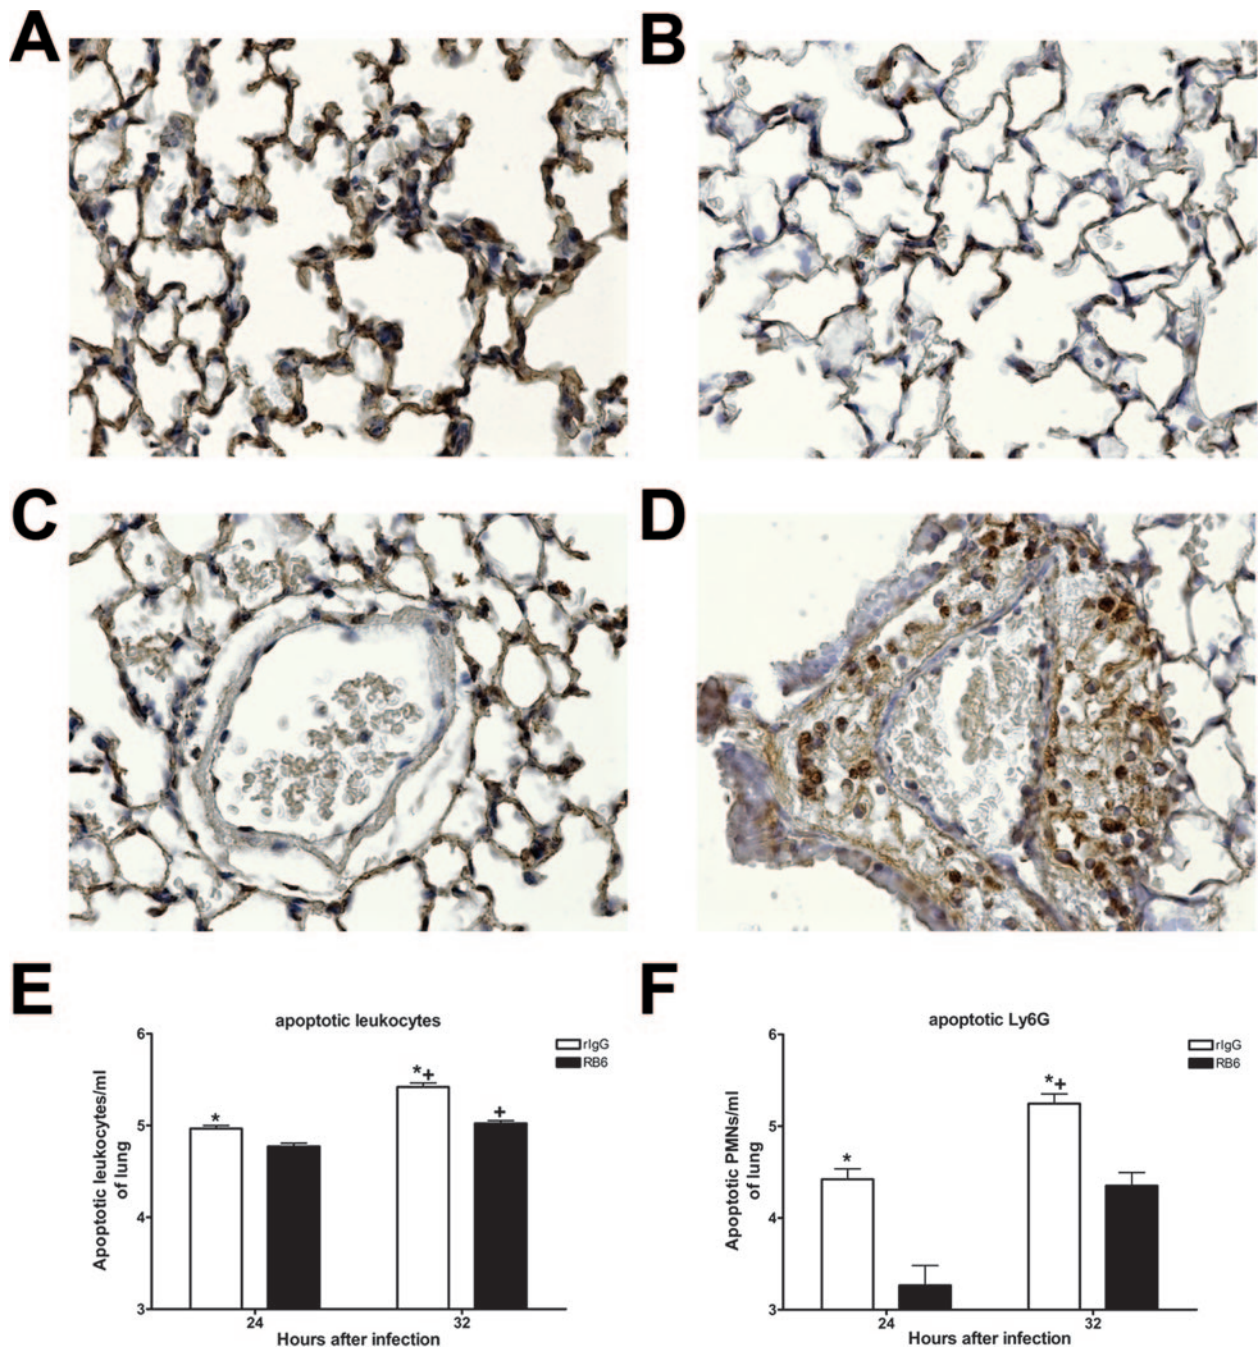 A
B
C
D
E
apoptotic leukocytes
6
5
4
3
Apoptotic leukocytes/ml
of lung
*
*+
+
rIgG
RB6
24
32
Hours after infection
F
apoptotic Ly6G
6
5
4
3
Apoptotic PMNs/ml
of lung
*
*+
rIgG
RB6
24
32
Hours after infection